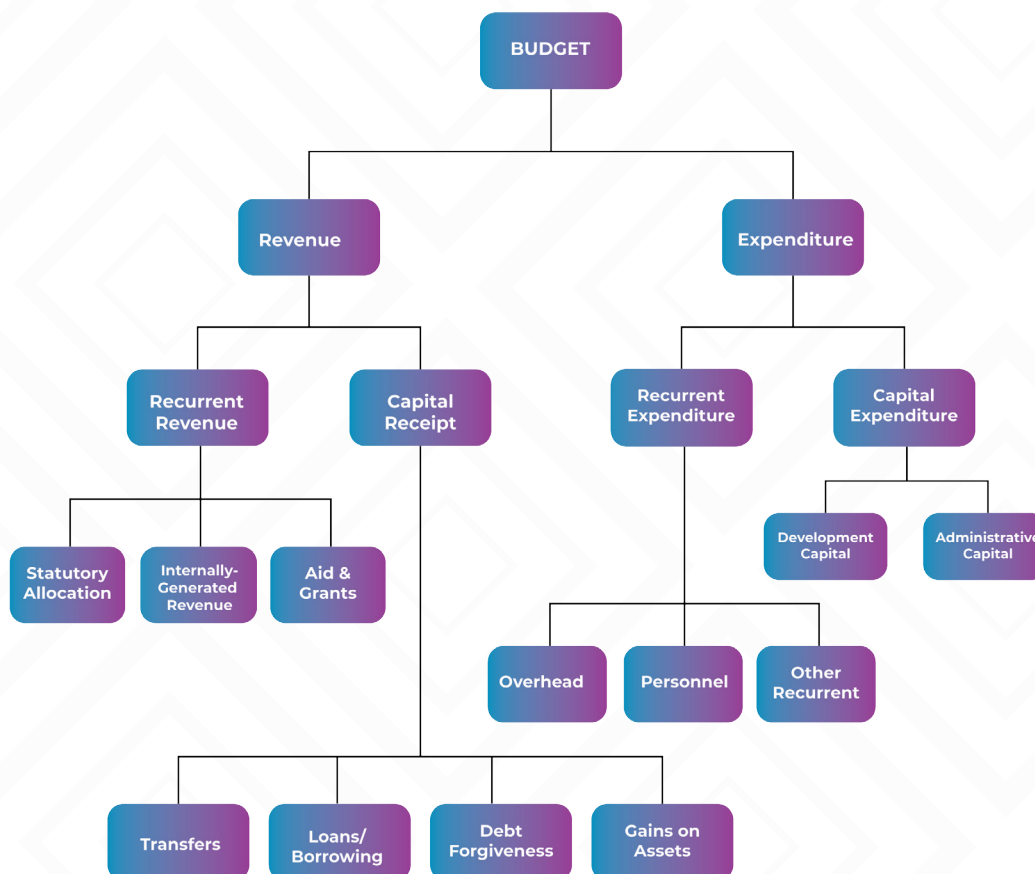 BUDGET
Revenue
Expenditure
Recurrent
Revenue
Capital
Receipt
Recurrent
Expenditure
Capital
Expenditure
Statutory
Allocation
Internally-
Generated
Revenue
Aid &
Grants
Development
Capital
Administrative
Capital
Overhead
Personnel
Other
Recurrent
Transfers
Loans/
Borrowing
Debt
Forgiveness
Gains on
Assets